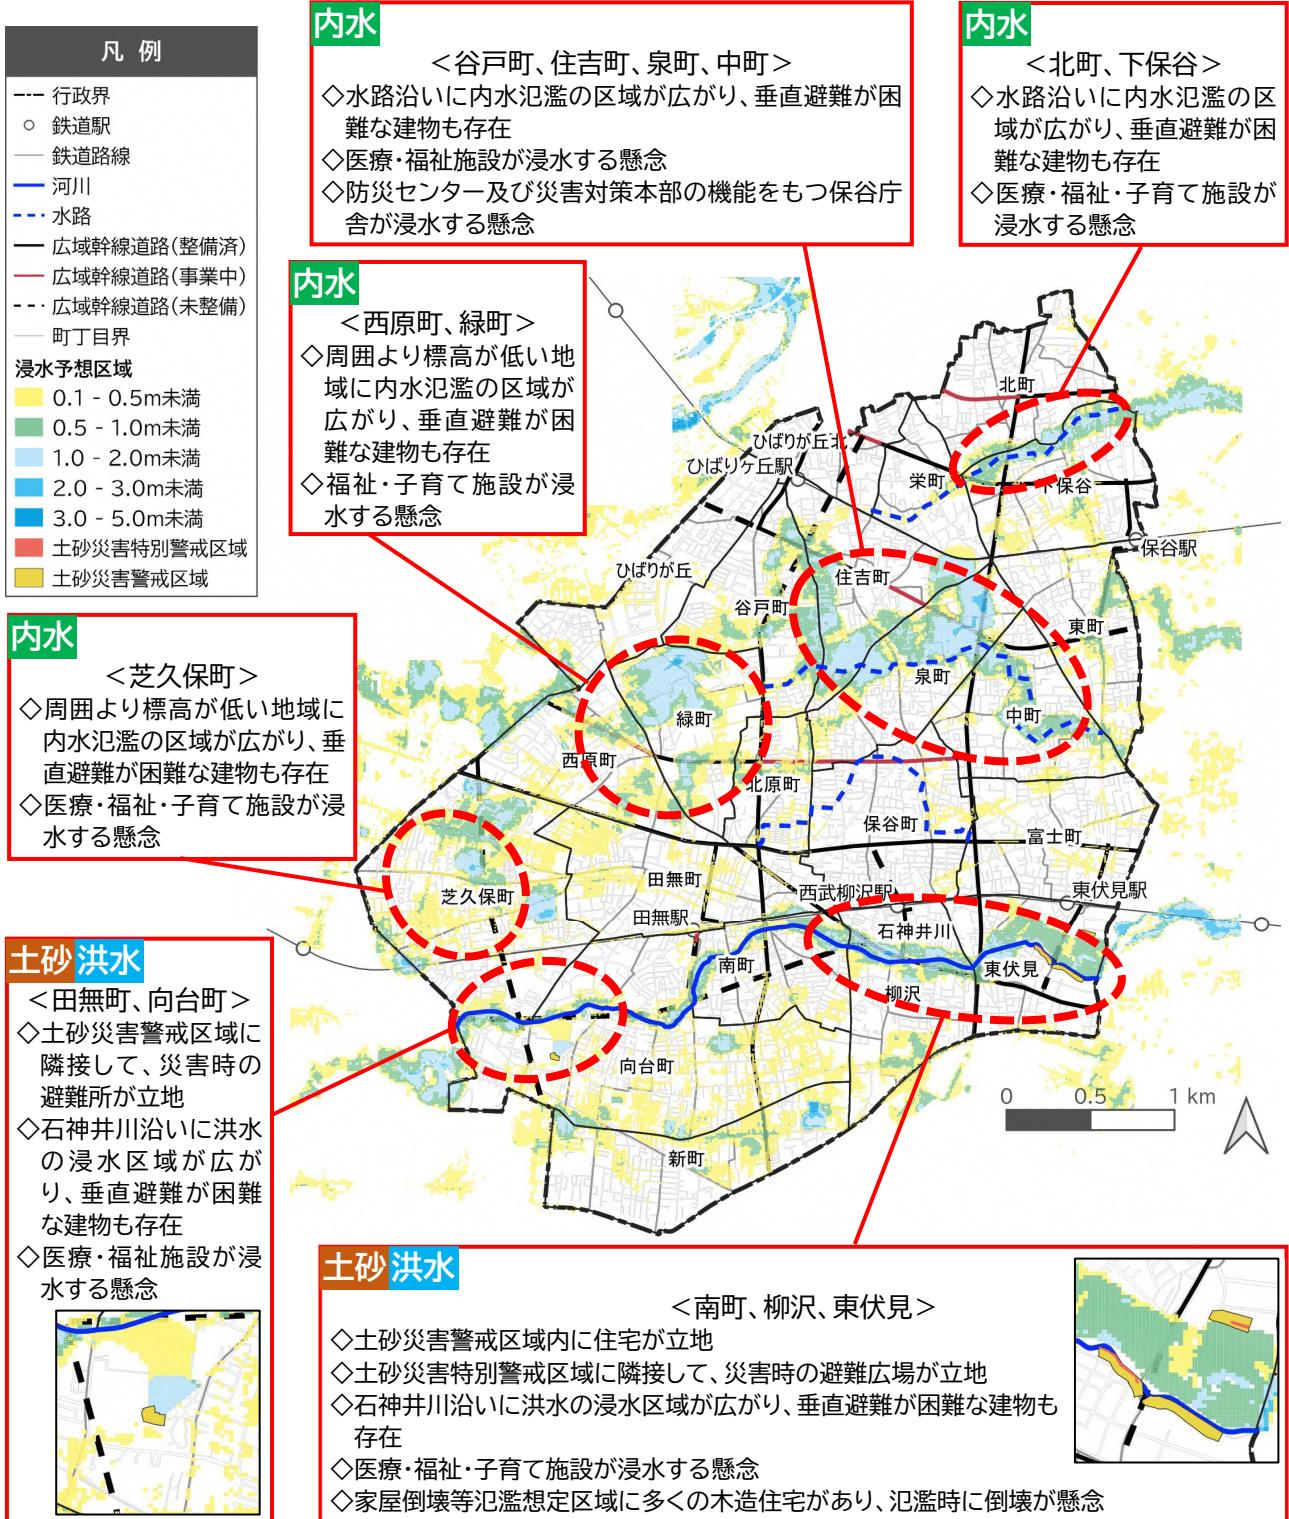 凡 例
行政界
鉄道駅
鉄道路線
河川
水路
広域幹線道路(整備済)
広域幹線道路(事業中)
広域幹線道路(未整備)
町丁目界
浸水予想区域
0.1 - 0.5m未満
0.5 - 1.0m未満
1.0 - 2.0m未満
2.0 - 3.0m未満
3.0 - 5.0m未満
土砂災害特別警戒区域
土砂災害警戒区域
内水
＜谷戸町、住吉町、泉町、中町＞
◇水路沿いに内水氾濫の区域が広がり、垂直避難が困
難な建物も存在
◇医療・福祉施設が浸水する懸念
◇防災センター及び災害対策本部の機能をもつ保谷庁
舎が浸水する懸念
内水
＜北町、下保谷＞
◇水路沿いに内水氾濫の区
域が広がり、垂直避難が困
難な建物も存在
◇医療・福祉・子育て施設が
浸水する懸念
内水
＜西原町、緑町＞
◇周囲より標高が低い地
域に内水氾濫の区域が
広がり、垂直避難が困
難な建物も存在
◇福祉・子育て施設が浸
水する懸念
内水
＜芝久保町＞
◇周囲より標高が低い地域に
内水氾濫の区域が広がり、垂
直避難が困難な建物も存在
◇医療・福祉・子育て施設が浸
水する懸念
土砂 洪水
＜田無町、向台町＞
◇土砂災害警戒区域に
隣接して、災害時の
避難所が立地
◇石神井川沿いに洪水
の浸水区域が広が
り、垂直避難が困難
な建物も存在
◇医療・福祉施設が浸
水する懸念
北町
ひばりが丘北
ひばりヶ丘駅
栄町
下保谷
保谷駅
ひばりが丘
住吉町
谷戸町
東町
泉町
緑町
中町
西原町
北原町
保谷町
富士町
田無町
芝久保町
西武柳沢駅
東伏見駅
田無駅
石神井川
南町
東伏見
柳沢
向台町
新町
0 0.5 1 km
土砂 洪水
＜南町、柳沢、東伏見＞
◇土砂災害警戒区域内に住宅が立地
◇土砂災害特別警戒区域に隣接して、災害時の避難広場が立地
◇石神井川沿いに洪水の浸水区域が広がり、垂直避難が困難な建物も
存在
◇医療・福祉・子育て施設が浸水する懸念
◇家屋倒壊等氾濫想定区域に多くの木造住宅があり、氾濫時に倒壊が懸念